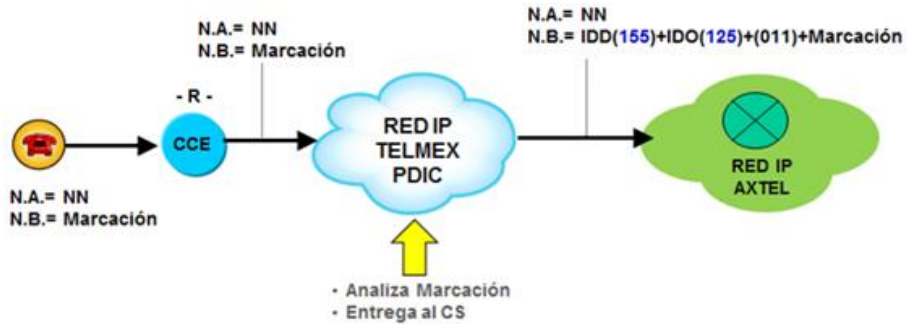 N.A.= NN
N.B.= Marcación
- R -
CCE
N.A.= NN
N.B.= Marcación
RED IP
TELMEX
PDIC
N.A.= NN
N.B.= IDD(155)+IDO(125)+(011)+Marcación
RED IP
AXTEL
· Analiza Marcación
· Entrega al CS